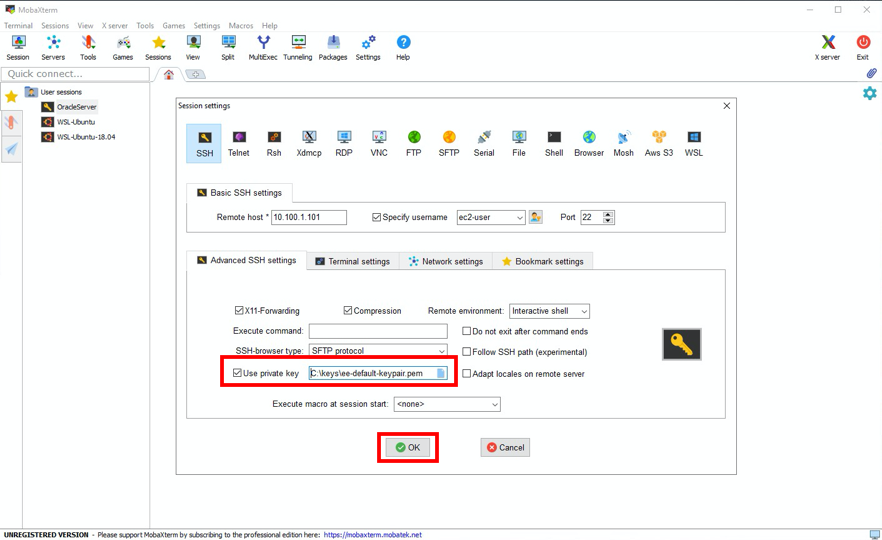 MobaXterm
Terminal Sessions View X server Tools Games Settings Macros Help
Session Servers Tools Games Sessions View Split MultiExec Tunneling Packages Settings Help X server Exit
Quick connect...
User sessions
OracleServer
WSL-Ubuntu
WSL-Ubuntu-18.04
Session settings
SSH Telnet Rsh Xdmcp RDP VNC FTP SFTP Serial File Shell Browser Mosh Aws S3 WSL
Basic SSH settings
Remote host * 10.100.1.101 Specify username ec2-user Port 22
Advanced SSH settings Terminal settings Network settings Bookmark settings
X11-Forwarding Compression Remote environment: Interactive shell
Execute command: Do not exit after command ends
SSH-browser type: SFTP protocol Follow SSH path (experimental)
Use private key C:\keys\ee-default-keypair.pem Adapt locales on remote server
Execute macro at session start: <none>
OK Cancel
UNREGISTERED VERSION - Please support MobaXterm by subscribing to the professional edition here: https://mobaxterm.mobatek.net